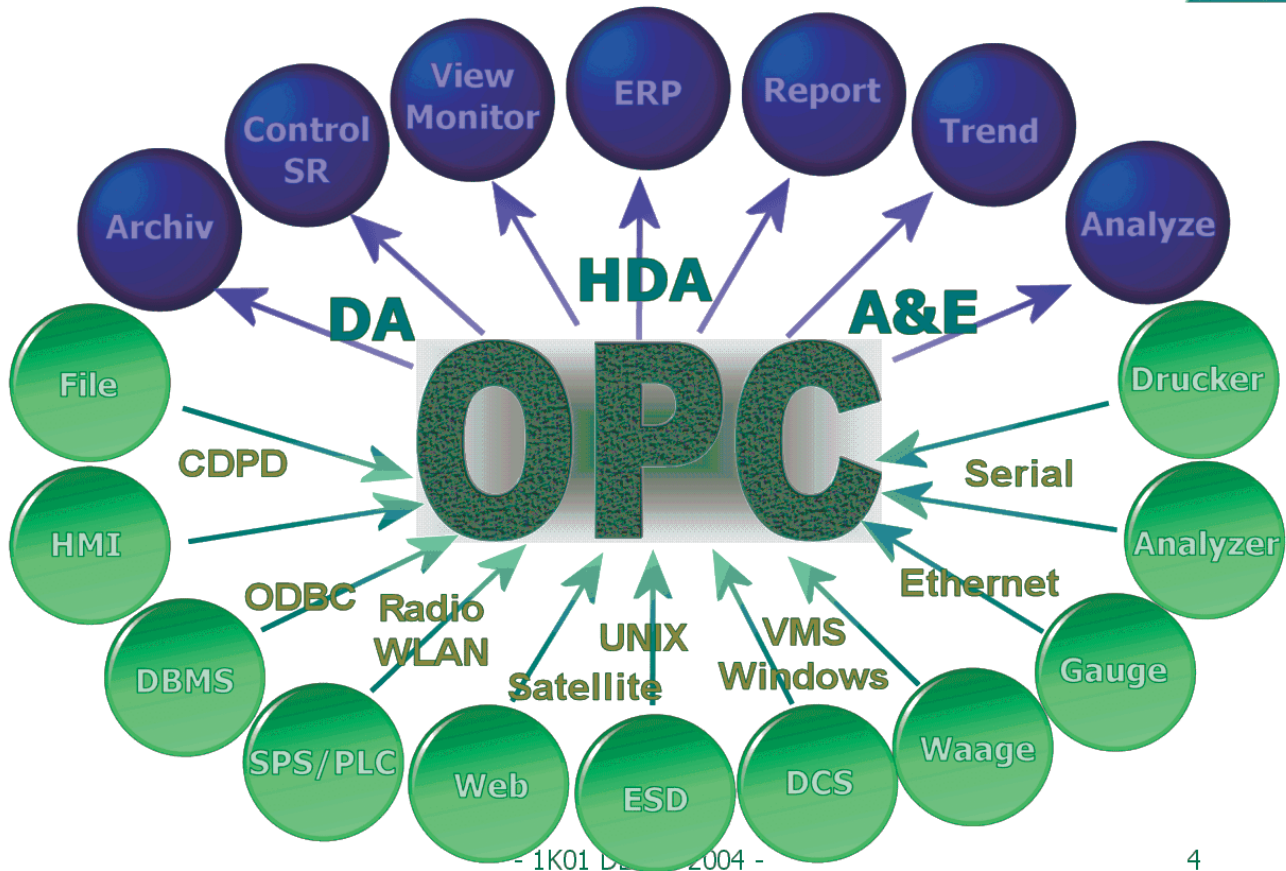 View
Monitor
ERP
Report
Control
SR
Trend
Archiv
Analyze
DA
HDA
A&E
OPC
File
Drucker
CDPD
Serial
HMI
Analyzer
ODBC
Radio
WLAN
UNIX
VMS
Windows
Ethernet
Satellite
DBMS
Gauge
SPS/PLC
Web
ESD
DCS
Waage
- 1K01 2004 -
4